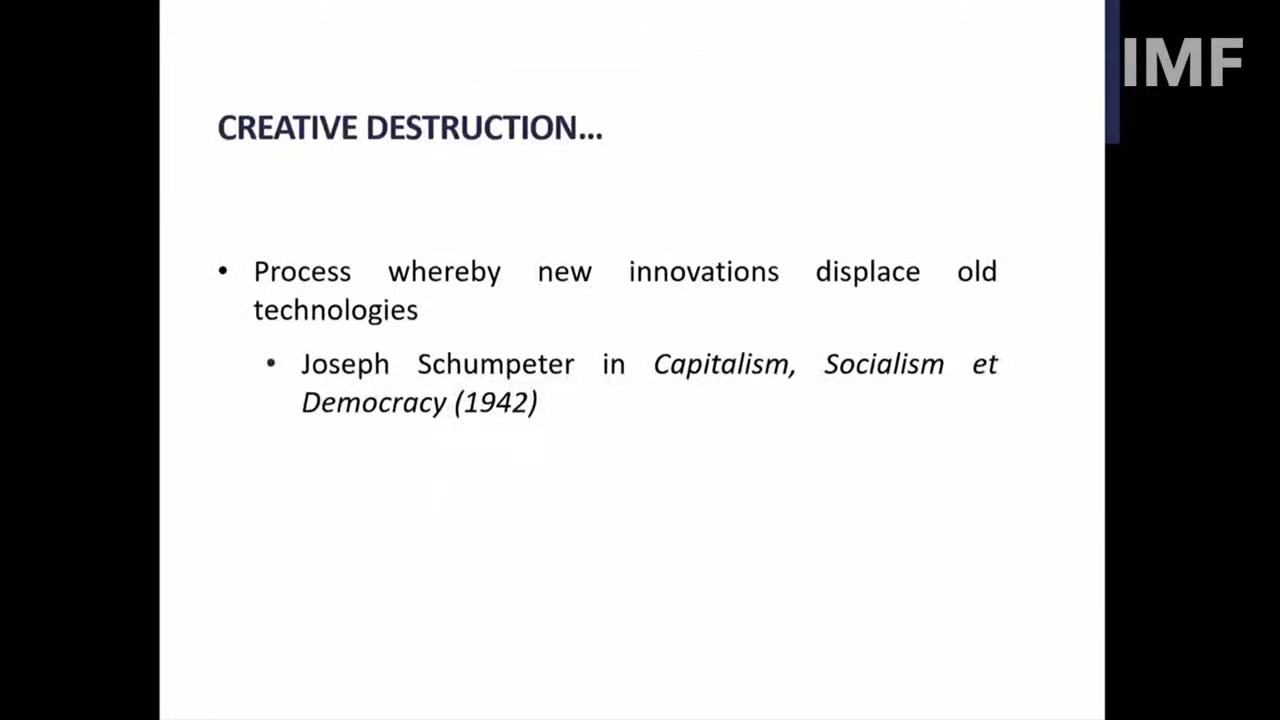 IMF
CREATIVE DESTRUCTION...
• Process whereby new innovations displace old
technologies
• Joseph Schumpeter in Capitalism, Socialism et
Democracy (1942)